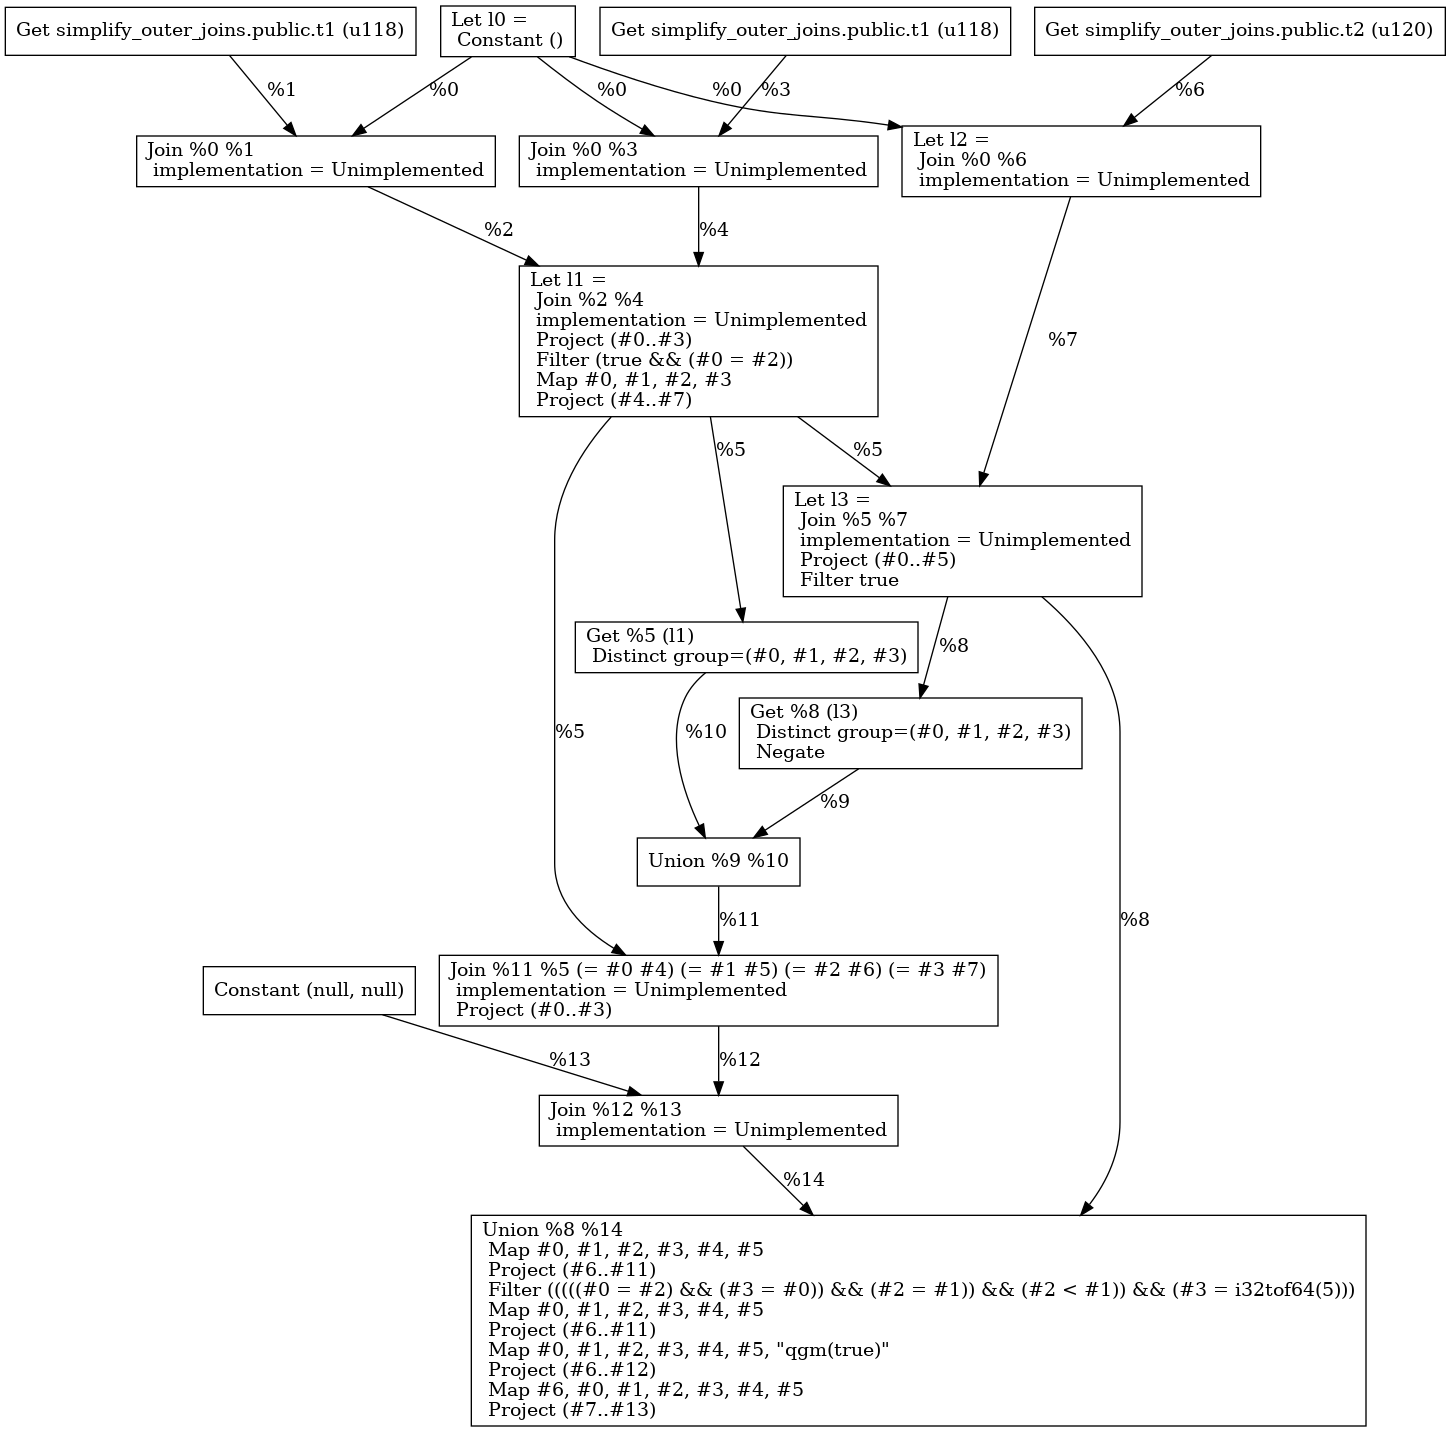 Get simplify_outer_joins.public.t1 (u118)
Let l0 =
Constant ()
Get simplify_outer_joins.public.t1 (u118)
Get simplify_outer_joins.public.t2 (u120)
%1
%0
%0
%0
%3
%6
Join %0 %1
implementation = Unimplemented
Join %0 %3
implementation = Unimplemented
Let l2 =
Join %0 %6
implementation = Unimplemented
%2
%4
Let l1 =
Join %2 %4
implementation = Unimplemented
Project (#0..#3)
Filter (true && (#0 = #2))
Map #0, #1, #2, #3
Project (#4..#7)
%7
%5
%5
Let l3 =
Join %5 %7
implementation = Unimplemented
Project (#0..#5)
Filter true
Get %5 (l1)
Distinct group=(#0, #1, #2, #3)
%8
Get %8 (l3)
Distinct group=(#0, #1, #2, #3)
Negate
%5
%10
%9
Union %9 %10
%11
%8
Constant (null, null)
Join %11 %5 (= #0 #4) (= #1 #5) (= #2 #6) (= #3 #7)
implementation = Unimplemented
Project (#0..#3)
%13
%12
Join %12 %13
implementation = Unimplemented
%14
Union %8 %14
Map #0, #1, #2, #3, #4, #5
Project (#6..#11)
Filter (((((#0 = #2) && (#3 = #0)) && (#2 = #1)) && (#2 < #1)) && (#3 = i32tof64(5)))
Map #0, #1, #2, #3, #4, #5
Project (#6..#11)
Map #0, #1, #2, #3, #4, #5, "qgm(true)"
Project (#6..#12)
Map #6, #0, #1, #2, #3, #4, #5
Project (#7..#13)